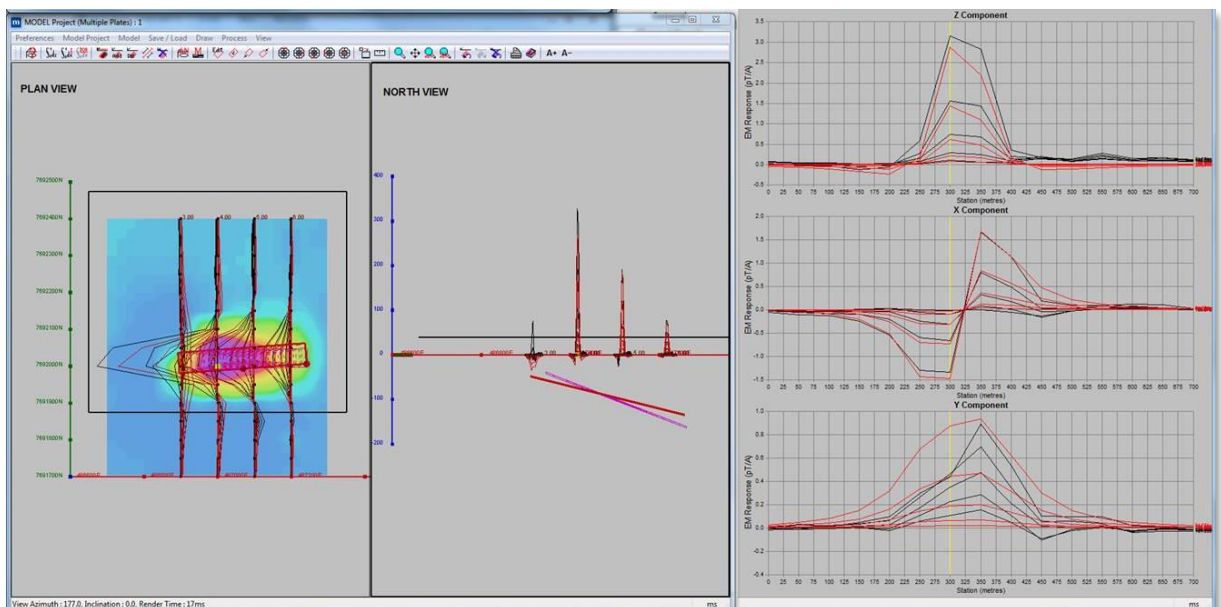 MODEL Project (Multiple Plates) : 1
Preferences Model Project Model Save / Load Draw Process View
A+ A-
PLAN VIEW
7692500N
7692400N
7692300N
7692200N
7692100N
7692000N
7691900N
7691800N
7691700N
3.00 4.00 5.00 6.00
NORTH VIEW
400
300
200
100
0
-100
-200
View Azimuth : 177.0, Inclination : 0.0, Render Time : 17ms
ms
Z Component
EM Response (pT/A)
3.5
3.0
2.5
2.0
1.5
1.0
0.5
0.0
-0.5
0 25 50 75 100 125 150 175 200 225 250 275 300 325 350 375 400 425 450 475 500 525 550 575 600 625 650 675 700
Station (metres)
X Component
EM Response (pT/A)
2.0
1.5
1.0
0.5
0.0
-0.5
-1.0
-1.5
0 25 50 75 100 125 150 175 200 225 250 275 300 325 350 375 400 425 450 475 500 525 550 575 600 625 650 675 700
Station (metres)
Y Component
EM Response (pT/A)
1.0
0.8
0.6
0.4
0.2
0.0
-0.2
-0.4
0 25 50 75 100 125 150 175 200 225 250 275 300 325 350 375 400 425 450 475 500 525 550 575 600 625 650 675 700
Station (metres)
ms